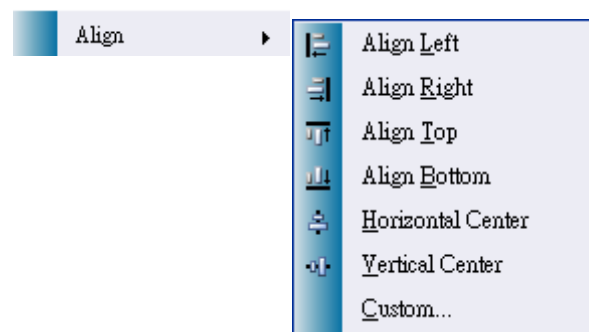 Align
Align Left
Align Right
Align Top
Align Bottom
Horizontal Center
Vertical Center
Custom...